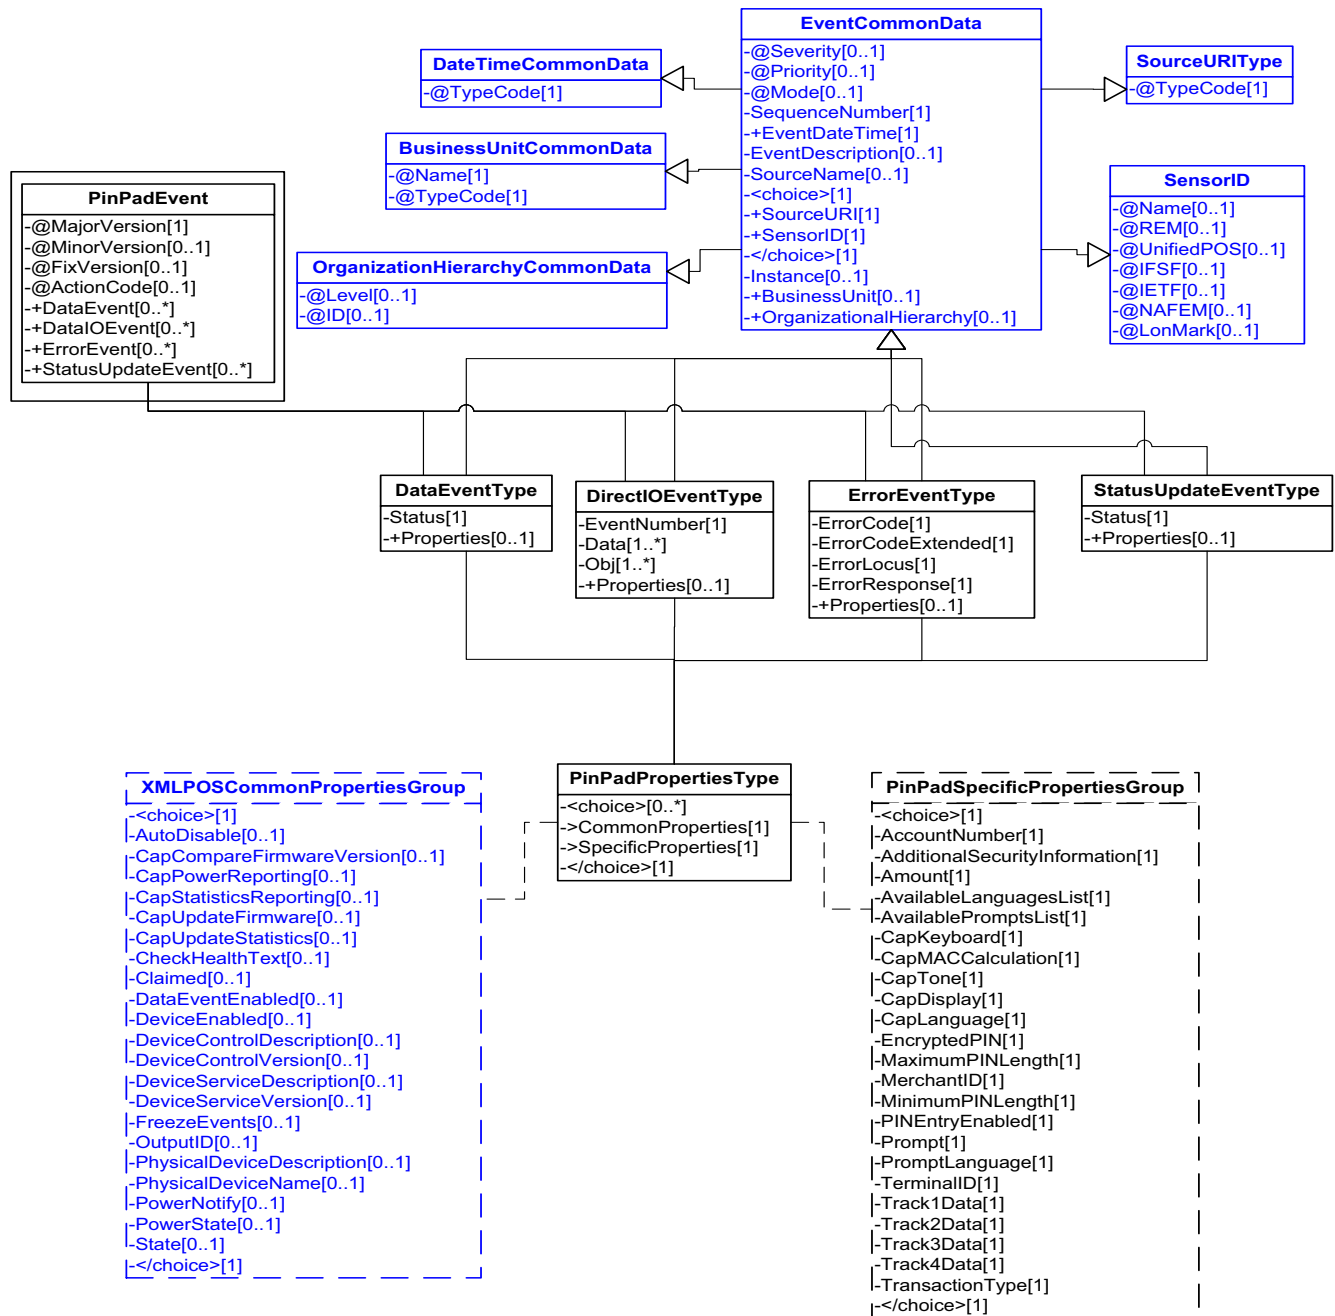 EventCommonData
-@Severity[0..1]
-@Priority[0..1]
-@Mode[0..1]
-SequenceNumber[1]
-+EventDateTime[1]
-EventDescription[0..1]
-SourceName[0..1]
-<choice>[1]
-+SourceURI[1]
-+SensorID[1]
-</choice>[1]
-Instance[0..1]
-+BusinessUnit[0..1]
-+OrganizationalHierarchy[0..1]
DateTimeCommonData
-@TypeCode[1]
SourceURIType
-@TypeCode[1]
BusinessUnitCommonData
-@Name[1]
-@TypeCode[1]
SensorID
-@Name[0..1]
-@REM[0..1]
-@UnifiedPOS[0..1]
-@IFSF[0..1]
-@IETF[0..1]
-@NAFEM[0..1]
-@LonMark[0..1]
PinPadEvent
-@MajorVersion[1]
-@MinorVersion[0..1]
-@FixVersion[0..1]
-@ActionCode[0..1]
-+DataEvent[0..*]
-+DataIOEvent[0..*]
-+ErrorEvent[0..*]
-+StatusUpdateEvent[0..*]
OrganizationHierarchyCommonData
-@Level[0..1]
-@ID[0..1]
DataEventType
-Status[1]
-+Properties[0..1]
DirectIOEventType
-EventNumber[1]
-Data[1..*]
-Obj[1..*]
-+Properties[0..1]
ErrorEventType
-ErrorCode[1]
-ErrorCodeExtended[1]
-ErrorLocus[1]
-ErrorResponse[1]
-+Properties[0..1]
StatusUpdateEventType
-Status[1]
-+Properties[0..1]
XMLPOSCommonPropertiesGroup
-<choice>[1]
-AutoDisable[0..1]
-CapCompareFirmwareVersion[0..1]
-CapPowerReporting[0..1]
-CapStatisticsReporting[0..1]
-CapUpdateFirmware[0..1]
-CapUpdateStatistics[0..1]
-CheckHealthText[0..1]
-Claimed[0..1]
-DataEventEnabled[0..1]
-DeviceEnabled[0..1]
-DeviceControlDescription[0..1]
-DeviceControlVersion[0..1]
-DeviceServiceDescription[0..1]
-DeviceServiceVersion[0..1]
-FreezeEvents[0..1]
-OutputID[0..1]
-PhysicalDeviceDescription[0..1]
-PhysicalDeviceName[0..1]
-PowerNotify[0..1]
-PowerState[0..1]
-State[0..1]
-</choice>[1]
PinPadPropertiesType
-<choice>[0..*]
->CommonProperties[1]
->SpecificProperties[1]
-</choice>[1]
PinPadSpecificPropertiesGroup
-<choice>[1]
-AccountNumber[1]
-AdditionalSecurityInformation[1]
-Amount[1]
-AvailableLanguagesList[1]
-AvailablePromptsList[1]
-CapKeyboard[1]
-CapMACCalculation[1]
-CapTone[1]
-CapDisplay[1]
-CapLanguage[1]
-EncryptedPIN[1]
-MaximumPINLength[1]
-MerchantID[1]
-MinimumPINLength[1]
-PINEntryEnabled[1]
-Prompt[1]
-PromptLanguage[1]
-TerminalID[1]
-Track1Data[1]
-Track2Data[1]
-Track3Data[1]
-Track4Data[1]
-TransactionType[1]
-</choice>[1]